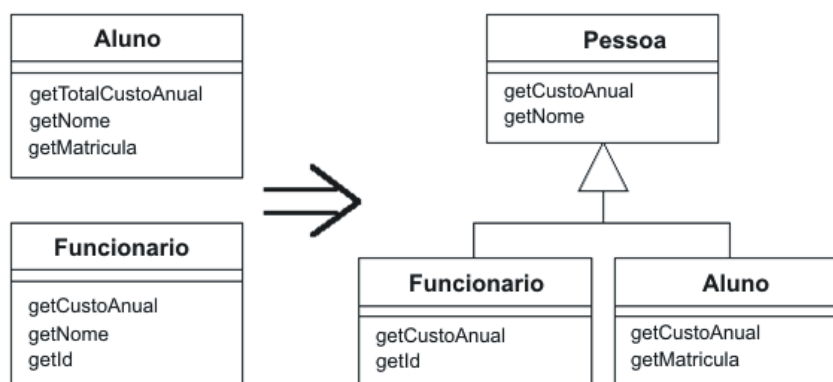 Aluno
getTotalCustoAnual
getNome
getMatricula
Funcionario
getCustoAnual
getNome
getId
Pessoa
getCustoAnual
getNome
Funcionario
getCustoAnual
getId
Aluno
getCustoAnual
getMatricula